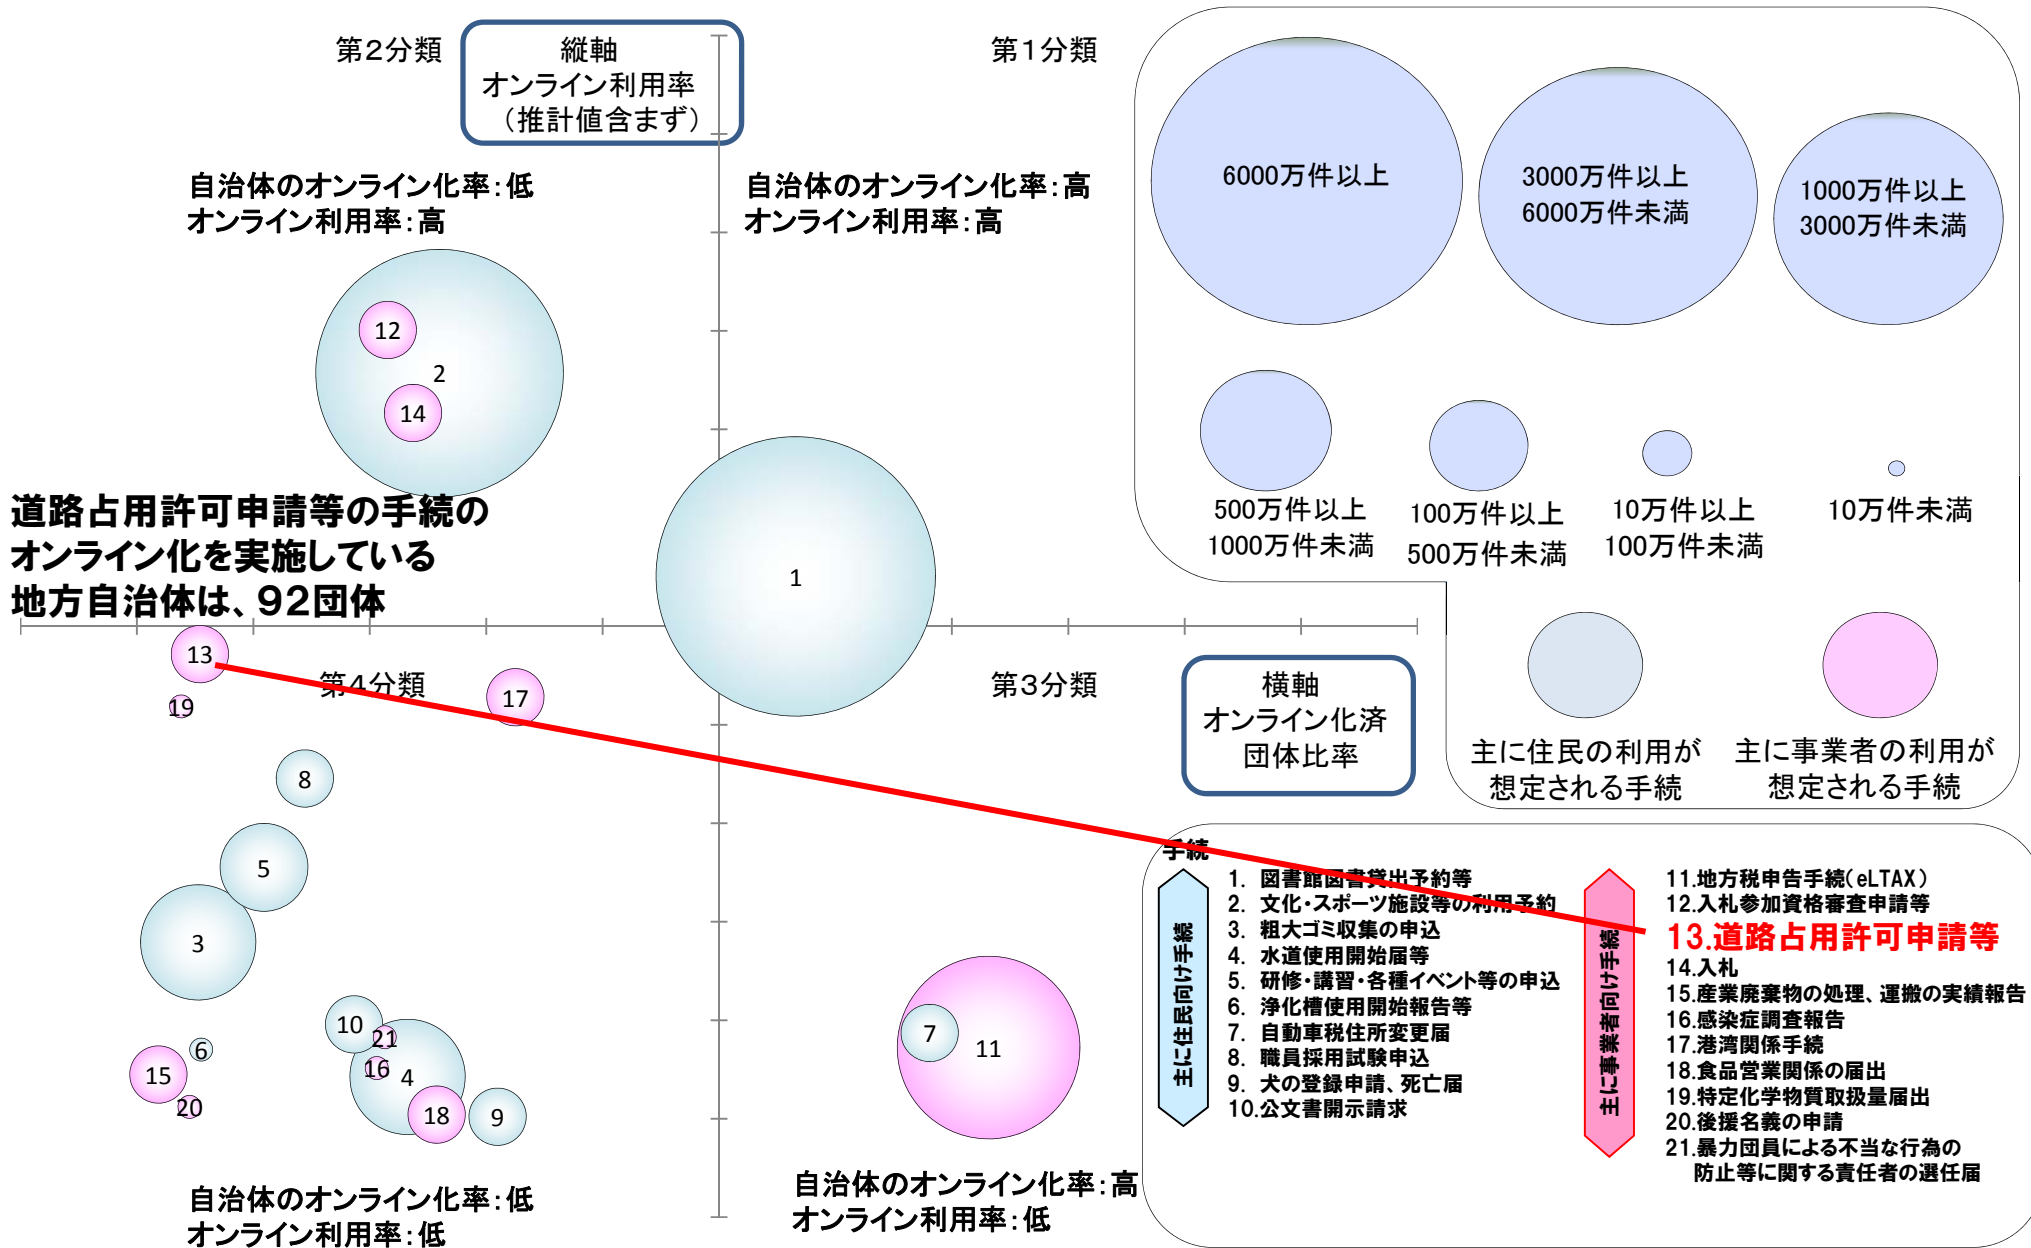 第2分類
縦軸
オンライン利用率
（推計値含まず）
第1分類
自治体のオンライン化率：低
オンライン利用率：高
自治体のオンライン化率：高
オンライン利用率：高
6000万件以上
3000万件以上
6000万件未満
1000万件以上
3000万件未満
500万件以上
1000万件未満
100万件以上
500万件未満
10万件以上
100万件未満
10万件未満
12
2
14
1
道路占用許可申請等の手続の
オンライン化を実施している
地方自治体は、92団体
13
19
第4分類
17
第3分類
横軸
オンライン化済
団体比率
主に住民の利用が
想定される手続
主に事業者の利用が
想定される手続
8
5
3
10
21
6
16
15
4
20
18
9
7
11
自治体のオンライン化率：低
オンライン利用率：低
自治体のオンライン化率：高
オンライン利用率：低
手続
主に住民向け手続
1. 図書館図書貸出予約等
2. 文化・スポーツ施設等の利用予約
3. 粗大ゴミ収集の申込
4. 水道使用開始届等
5. 研修・講習・各種イベント等の申込
6. 浄化槽使用開始報告等
7. 自動車税住所変更届
8. 職員採用試験申込
9. 犬の登録申請、死亡届
10.公文書開示請求
主に事業者向け手続
11.地方税申告手続（eLTAX）
12.入札参加資格審査申請等
13.道路占用許可申請等
14.入札
15.産業廃棄物の処理、運搬の実績報告
16.感染症調査報告
17.港湾関係手続
18.食品営業関係の届出
19.特定化学物質取扱量届出
20.後援名義の申請
21.暴力団員による不当な行為の
防止等に関する責任者の選任届